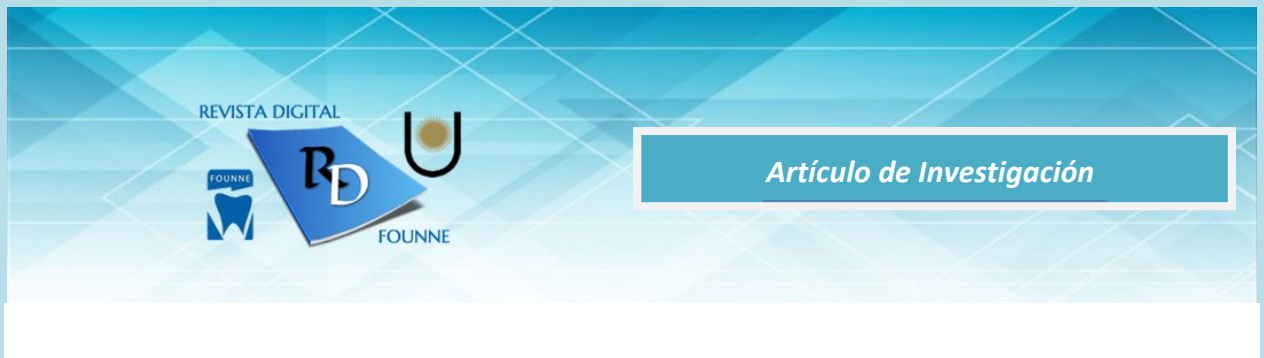 REVISTA DIGITAL
FOUNNE
RD
FOUNNE
Artículo de Investigación